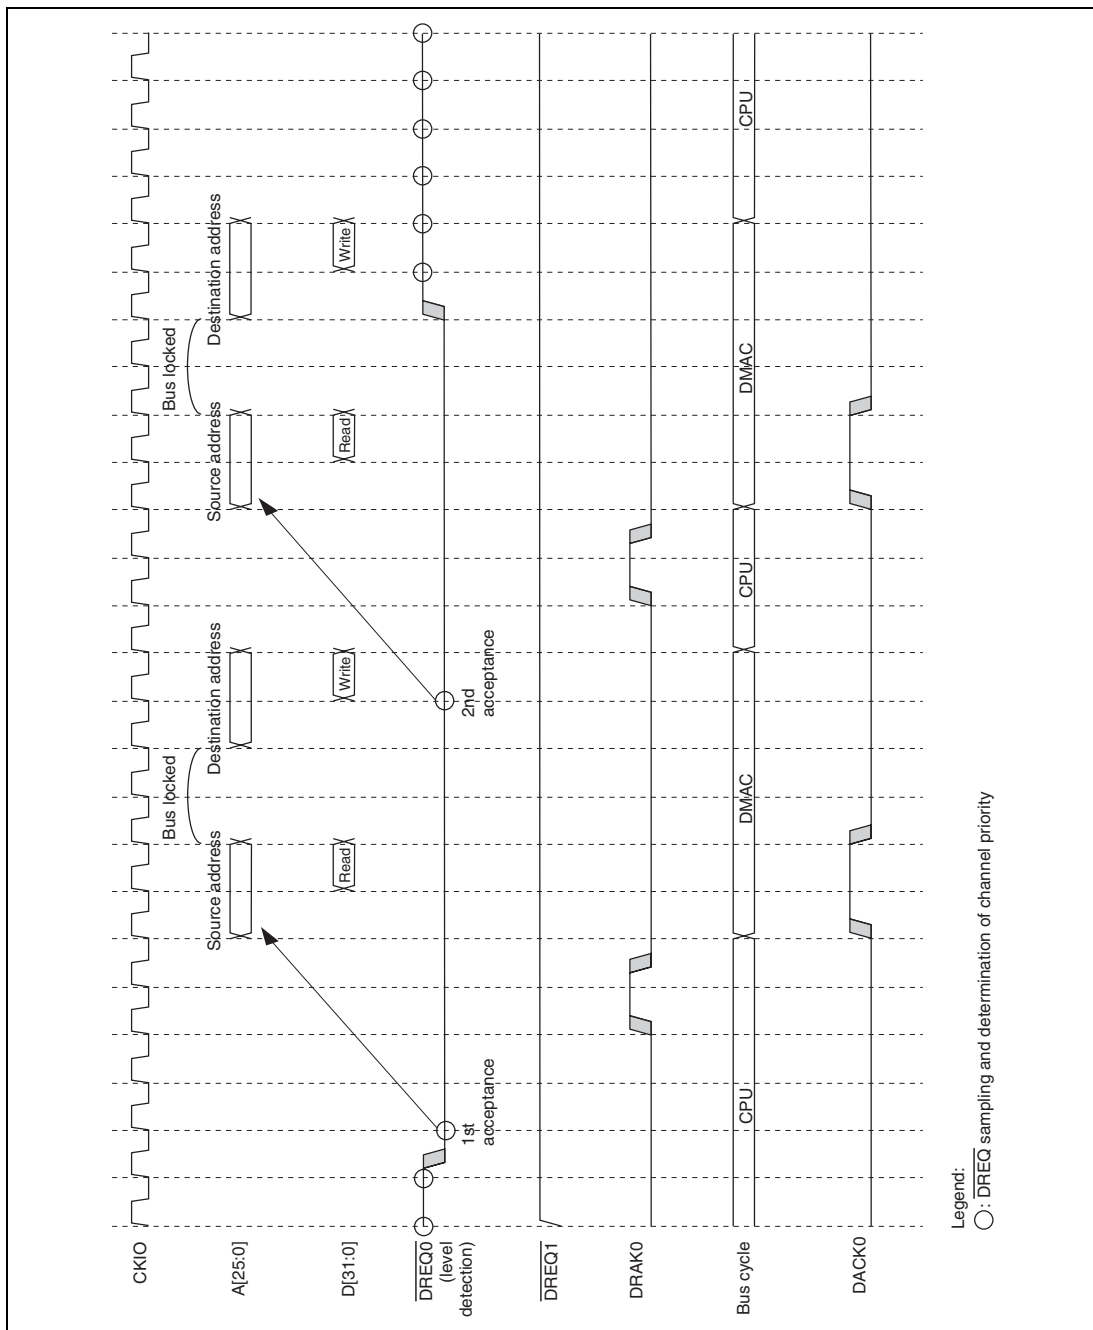 CKIO
Bus locked
Bus locked
Source address
Destination address
Source address
Destination address
A[25:0]
D[31:0]
Read
Write
Read
Write
DREQ0
(level
detection)
1st
acceptance
2nd
acceptance
DREQ1
DRAK0
Bus cycle
CPU
DMAC
CPU
DMAC
CPU
DACK0
Legend:
○: DREQ sampling and determination of channel priority